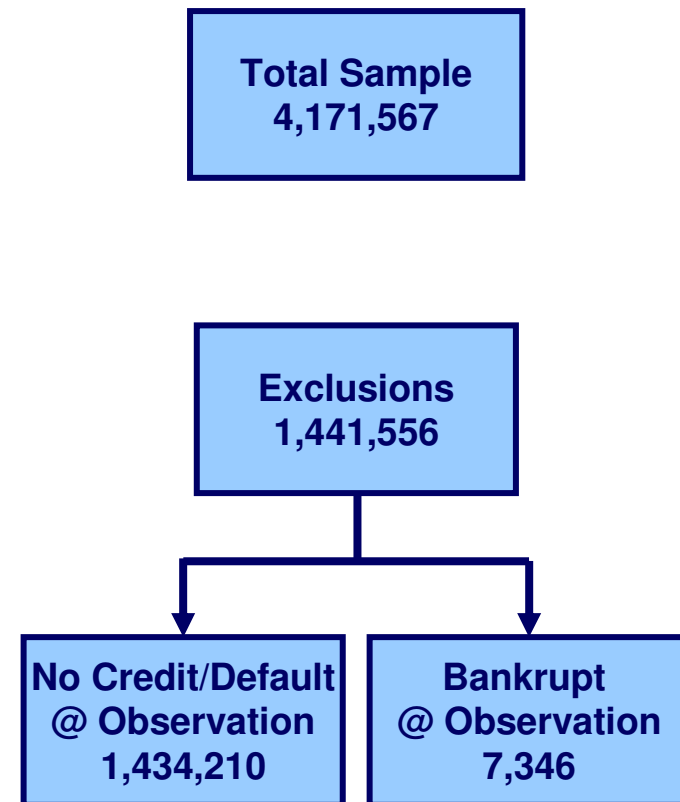 Total Sample
4,171,567
Exclusions
1,441,556
No Credit/Default
@ Observation
1,434,210
Bankrupt
@ Observation
7,346